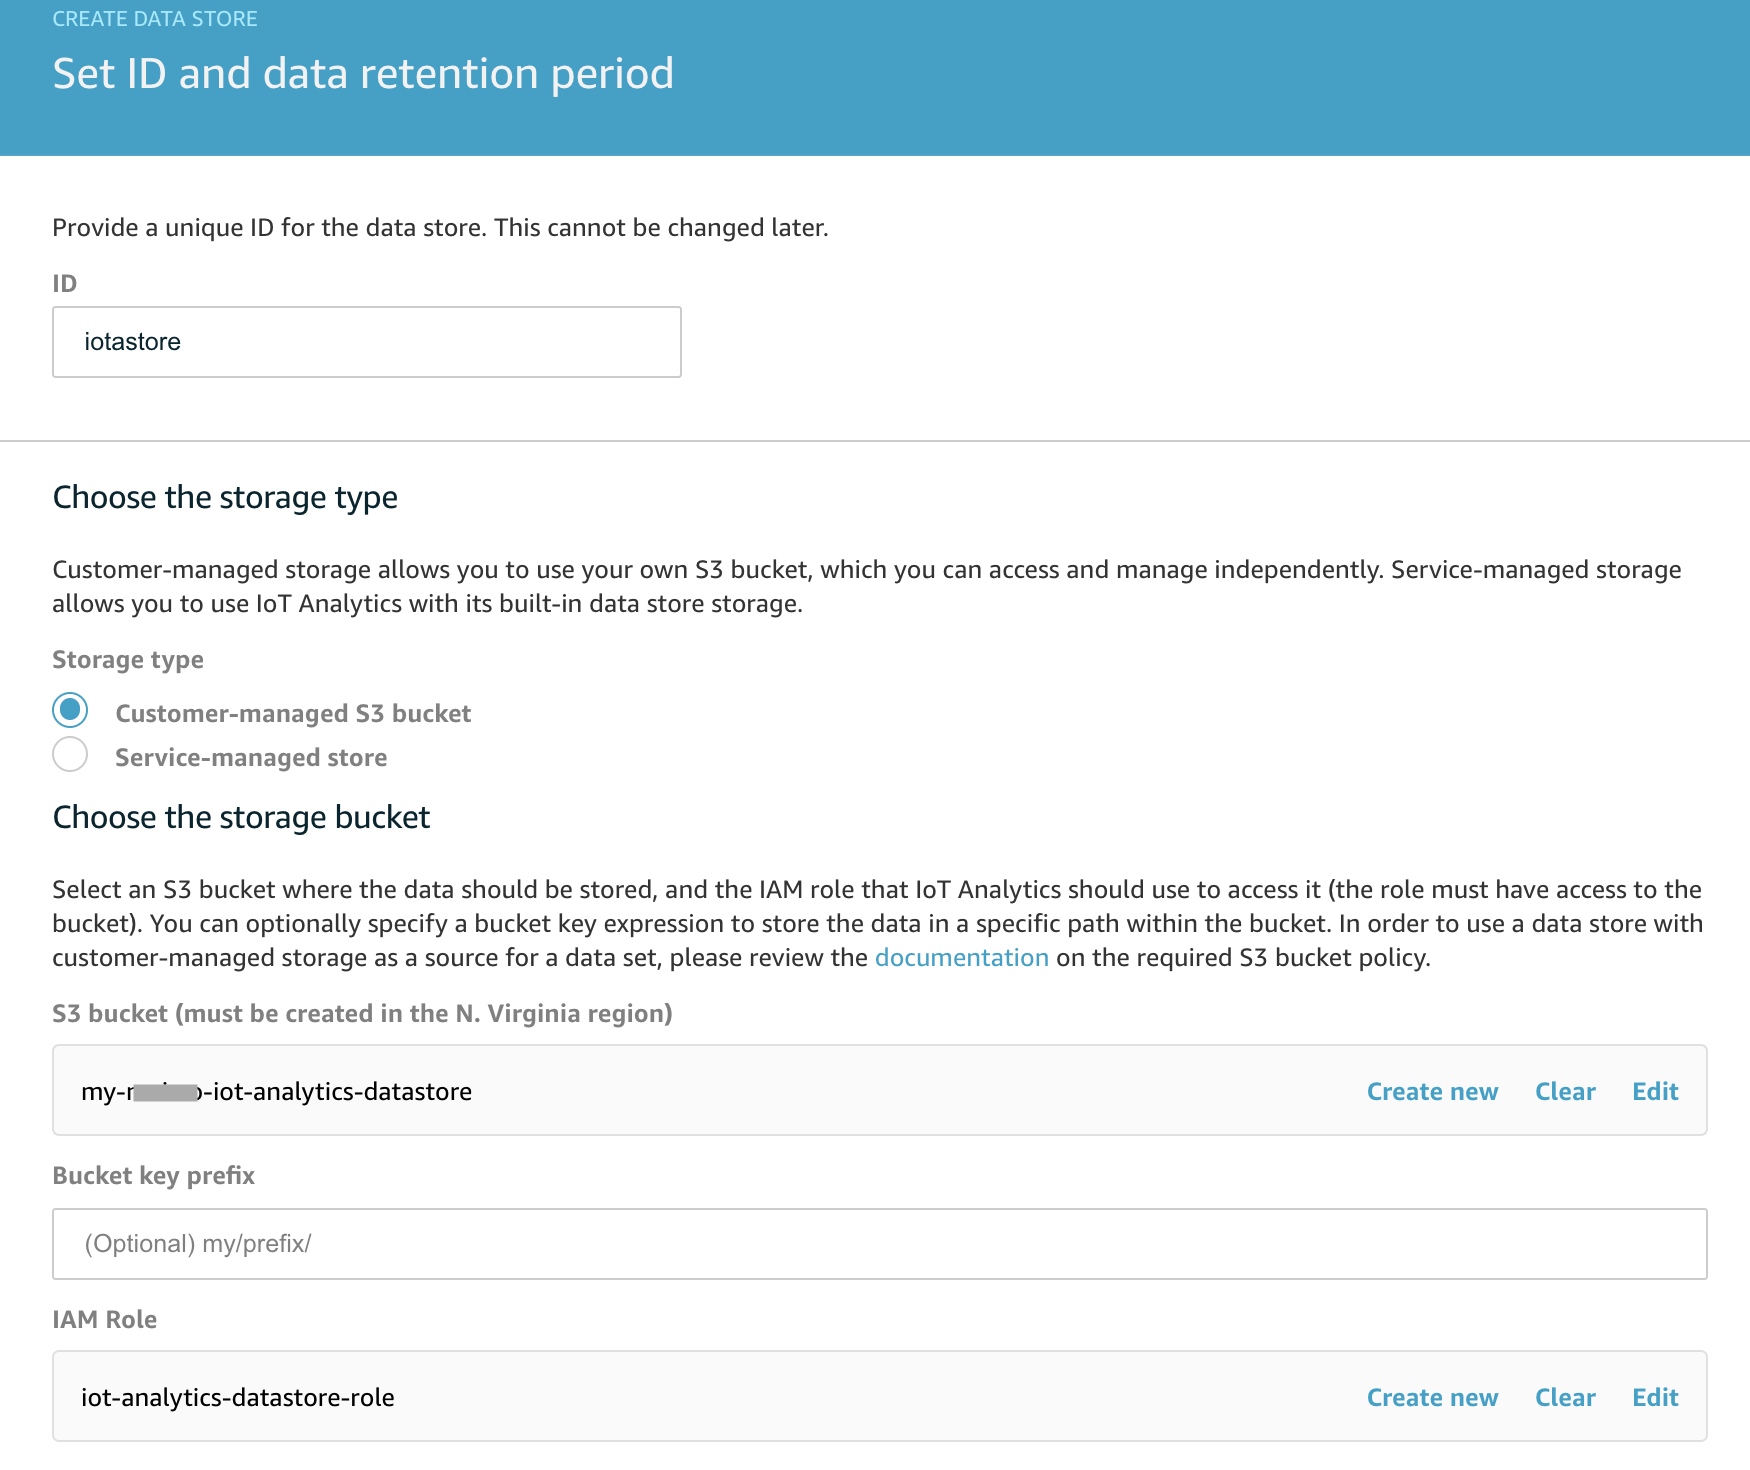 CREATE DATA STORE
Set ID and data retention period
Provide a unique ID for the data store. This cannot be changed later.
ID
iotastore
Choose the storage type
Customer-managed storage allows you to use your own S3 bucket, which you can access and manage independently. Service-managed storage
allows you to use IoT Analytics with its built-in data store storage.
Storage type
Customer-managed S3 bucket
Service-managed store
Choose the storage bucket
Select an S3 bucket where the data should be stored, and the IAM role that IoT Analytics should use to access it (the role must have access to the
bucket). You can optionally specify a bucket key expression to store the data in a specific path within the bucket. In order to use a data store with
customer-managed storage as a source for a data set, please review the documentation on the required S3 bucket policy.
S3 bucket (must be created in the N. Virginia region)
my- -iot-analytics-datastore Create new Clear Edit
Bucket key prefix
(Optional) my/prefix/
IAM Role
iot-analytics-datastore-role Create new Clear Edit